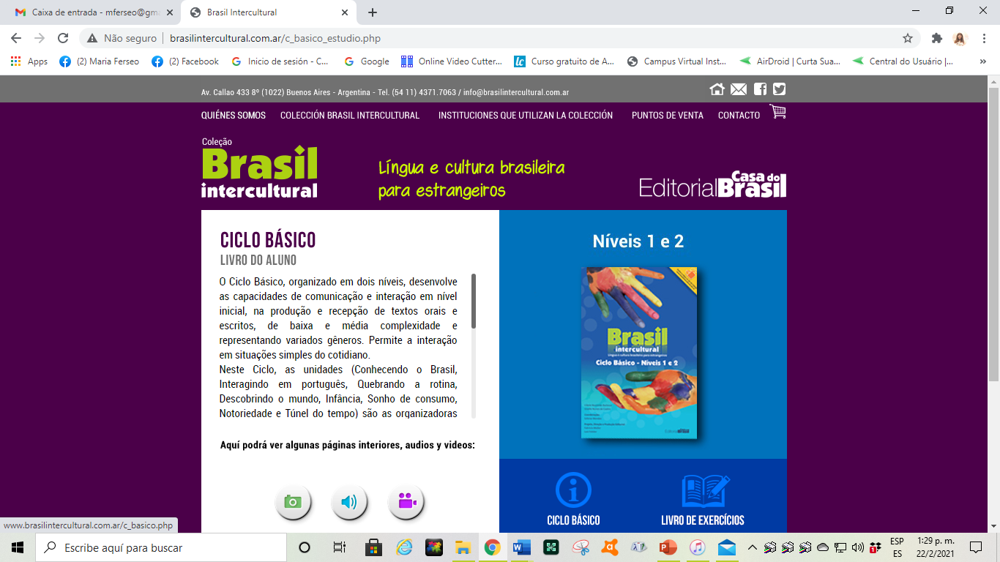 Caixa de entrada - mferseo@gma
Brasil Intercultural
Não seguro
brasilintercultural.com.ar/c_basico_estudio.php
Apps
(2) Maria Ferseo
(2) Facebook
Inicio de sesión - C...
Google
Online Video Cutter...
Curso gratuito de A...
Campus Virtual Inst...
AirDroid | Curta Sua...
Central do Usuário |...
Av. Callao 433 8º (1022) Buenos Aires - Argentina - Tel. (54 11) 4371.7063 / info@brasilintercultural.com.ar
QUIÉNES SOMOS
COLECCIÓN BRASIL INTERCULTURAL
INSTITUCIONES QUE UTILIZAN LA COLECCIÓN
PUNTOS DE VENTA
CONTACTO
Coleção
Brasil
intercultural
Língua e cultura brasileira
para estrangeiros
Editorial Casa do Brasil
CICLO BÁSICO
LIVRO DO ALUNO
O Ciclo Básico, organizado em dois níveis, desenvolve
as capacidades de comunicação e interação em nível
inicial, na produção e recepção de textos orais e
escritos, de baixa e média complexidade e
representando variados gêneros. Permite a interação
em situações simples do cotidiano.
Neste Ciclo, as unidades (Conhecendo o Brasil,
Interagindo em português, Quebrando a rotina,
Descobrindo o mundo, Infância, Sonho de consumo,
Notoriedade e Túnel do tempo) são as organizadoras
Aquí podrá ver algunas páginas interiores, audios y videos:
Níveis 1 e 2
Brasil
intercultural
Língua e cultura brasileira para estrangeiros
Ciclo Básico - Níveis 1 e 2
CICLO BÁSICO
LIVRO DE EXERCÍCIOS
www.brasilintercultural.com.ar/c_basico.php
Escribe aquí para buscar
ESP
ES
1:29 p. m.
22/2/2021